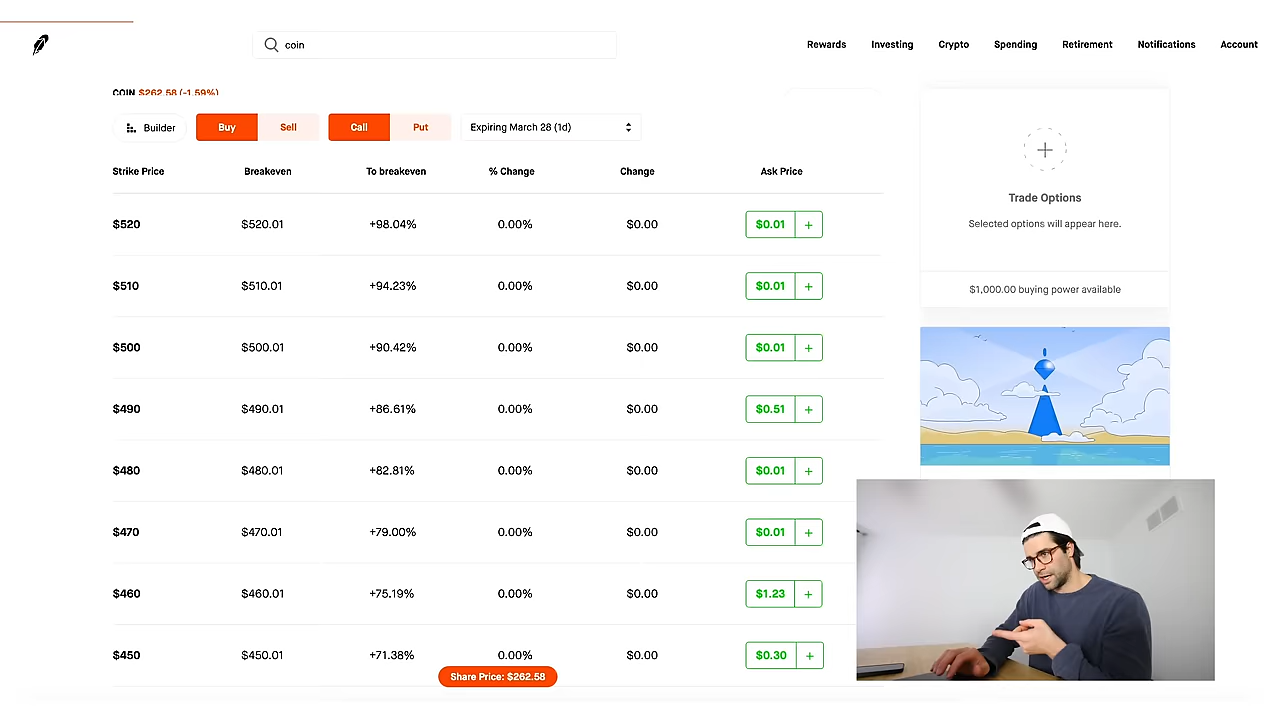 coin
Rewards Investing Crypto Spending Retirement Notifications Account
COIN $262.58 (-1.59%)
Builder Buy Sell Call Put Expiring March 28 (1d)
Strike Price Breakeven To breakeven % Change Change Ask Price
$520 $520.01 +98.04% 0.00% $0.00 $0.01 +
$510 $510.01 +94.23% 0.00% $0.00 $0.01 +
$500 $500.01 +90.42% 0.00% $0.00 $0.01 +
$490 $490.01 +86.61% 0.00% $0.00 $0.51 +
$480 $480.01 +82.81% 0.00% $0.00 $0.01 +
$470 $470.01 +79.00% 0.00% $0.00 $0.01 +
$460 $460.01 +75.19% 0.00% $0.00 $1.23 +
$450 $450.01 +71.38% 0.00% $0.00 $0.30 +
Share Price: $262.58
Trade Options
Selected options will appear here.
$1,000.00 buying power available